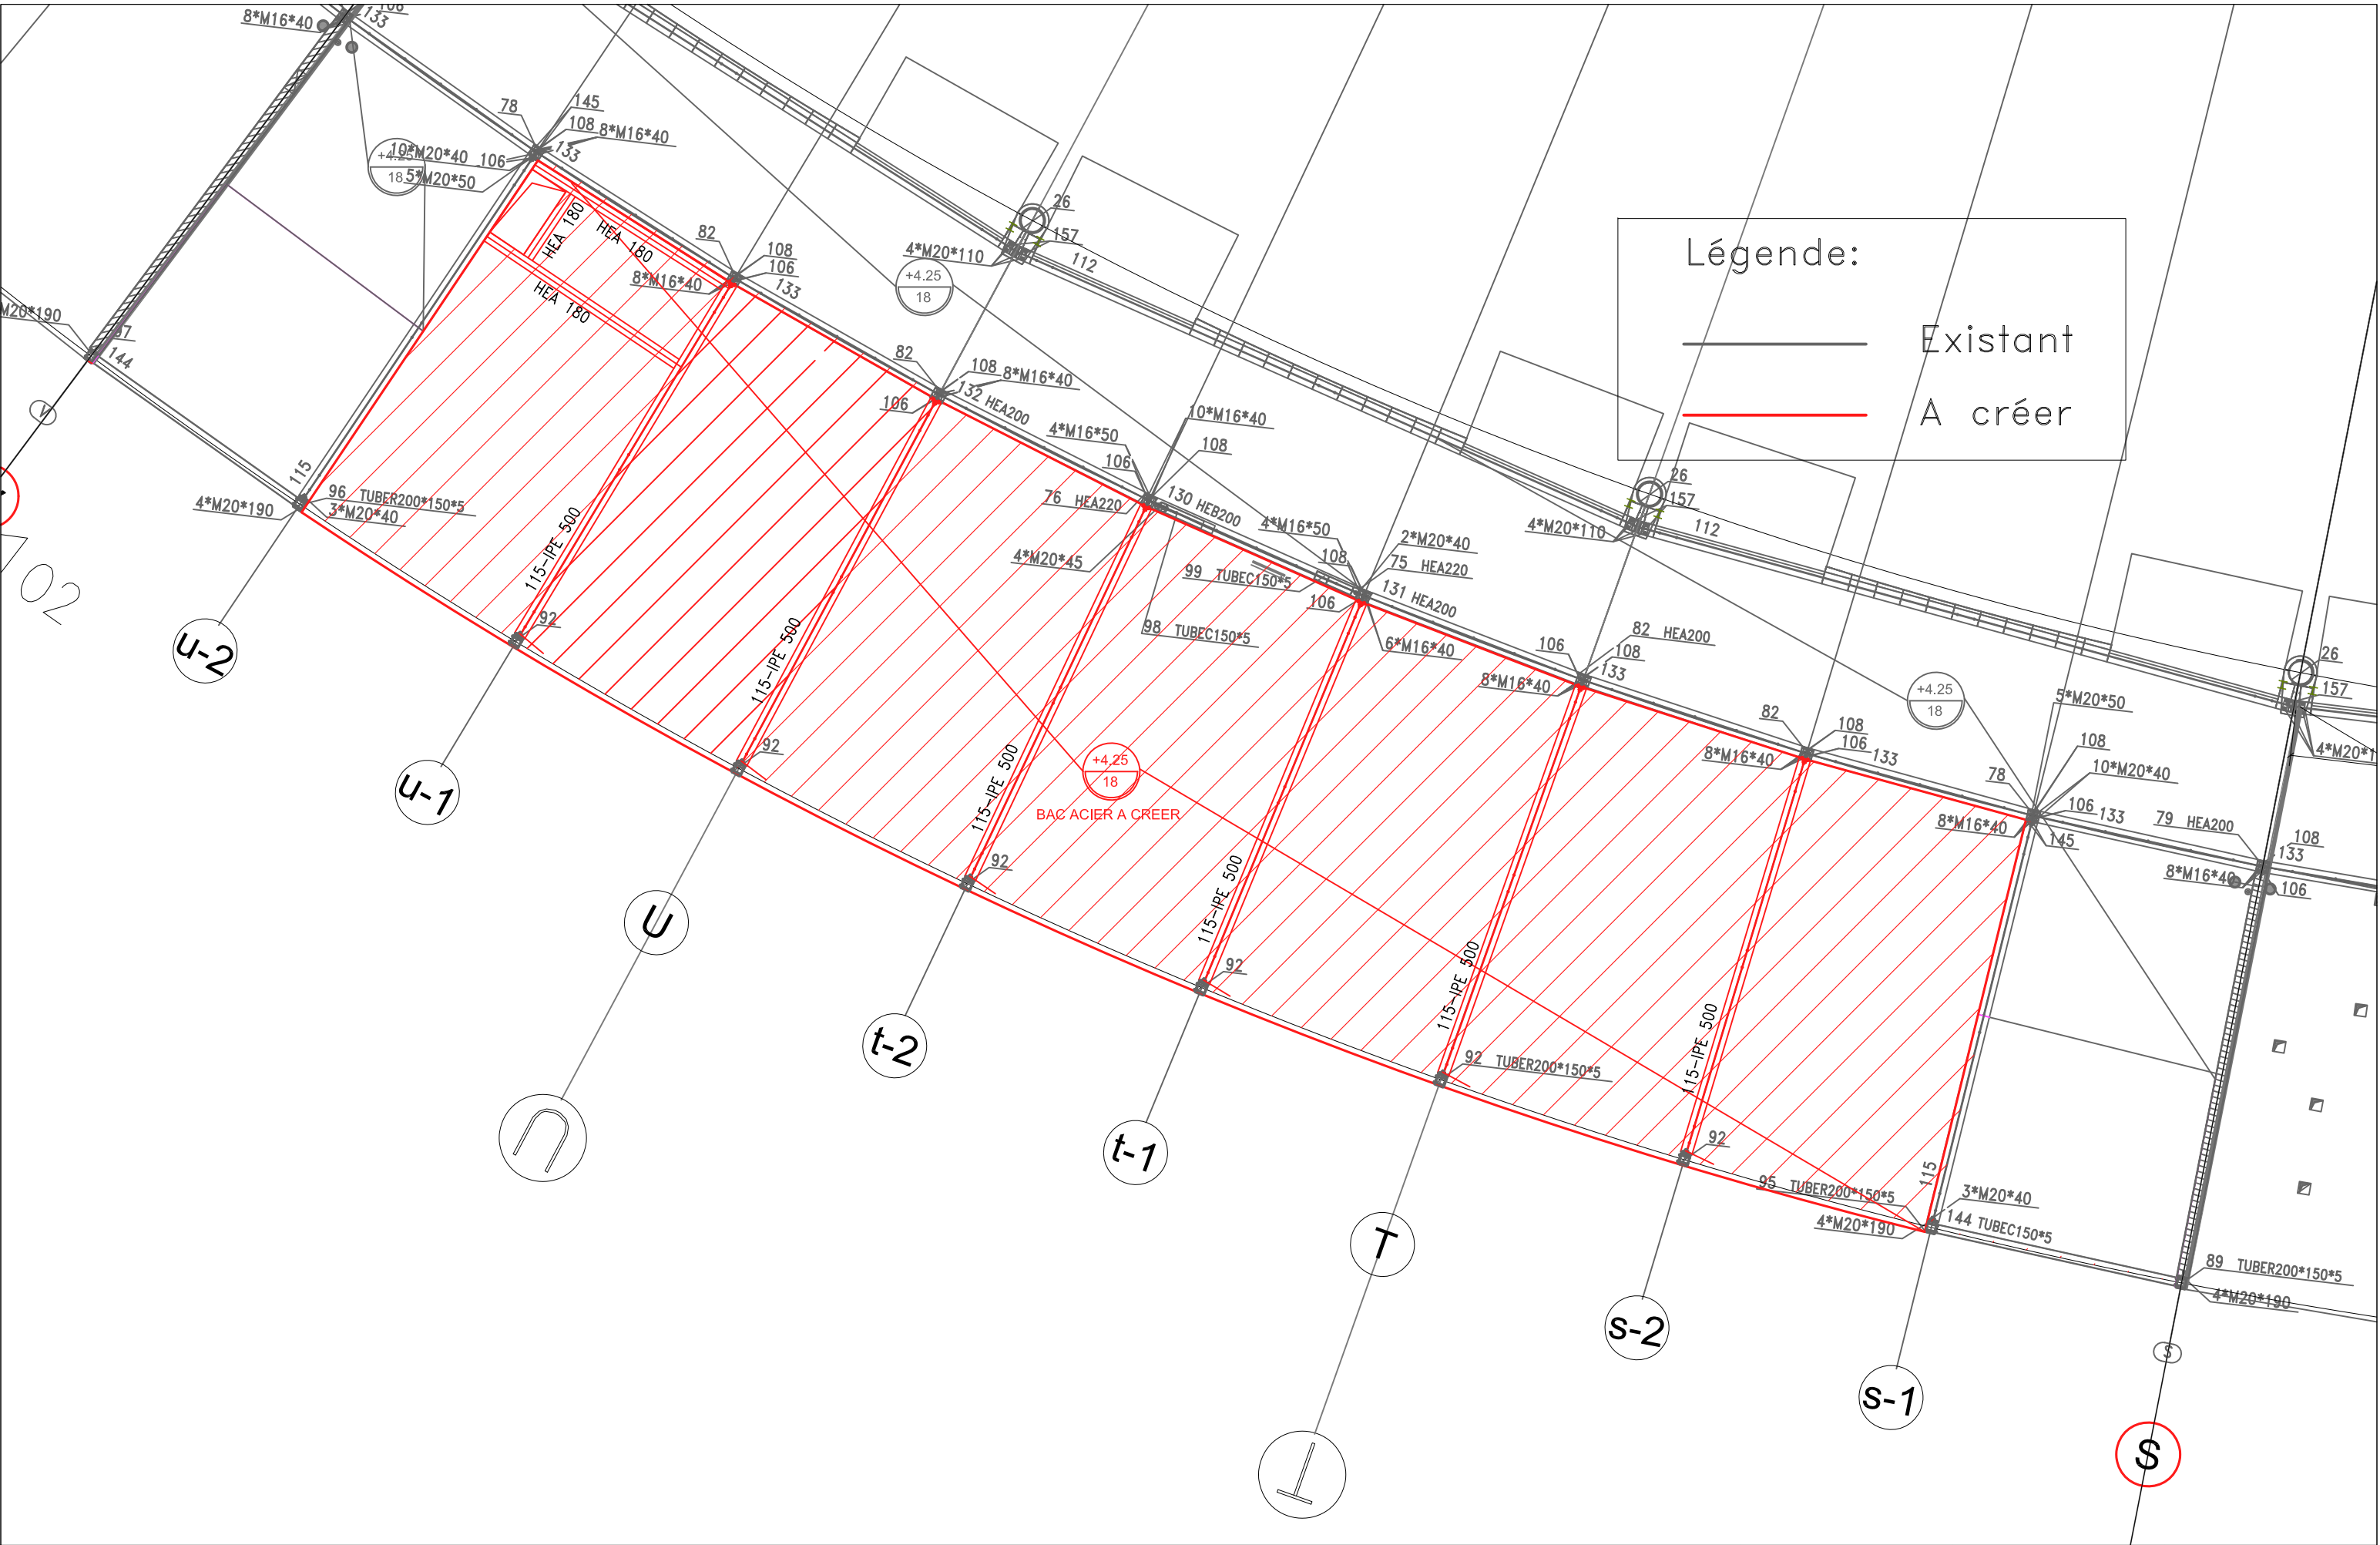 8*M16*40
106
133
78
145
108
8*M16*40
10*M20*40
106
133
+4.25
18
5*M20*50
HEA 180
HEA 180
HEA 180
82
108
106
8*M16*40
133
26
157
4*M20*110
112
+4.25
18
Légende:
Existant
A créer
M20*190
144
V
82
108
8*M16*40
106
132 HEA200
10*M16*40
4*M16*50
108
106
76 HEA220
130 HEB200
4*M20*45
4*M16*50
2*M20*40
108
75 HEA220
99 TUBEC150*5
106
131 HEA200
98 TUBEC150*5
6*M16*40
26
157
4*M20*110
112
115
96 TUBER200*150*5
4*M20*190
3*M20*40
02
115-IPE 500
92
115-IPE 500
92
115-IPE 500
92
115-IPE 500
92
115-IPE 500
92 TUBER200*150*5
115-IPE 500
92
106
82 HEA200
108
8*M16*40
133
+4.25
18
BAC ACIER A CREER
82
108
106
8*M16*40
133
+4.25
18
5*M20*50
108
10*M20*40
78
106
133
8*M16*40
145
79 HEA200
26
157
4*M20*1
108
133
8*M16*40
106
115
95 TUBER200*150*5
4*M20*190
3*M20*40
144 TUBEC150*5
89 TUBER200*150*5
4*M20*190
u-2
u-1
U
U
t-2
t-1
T
T
s-2
s-1
S
S